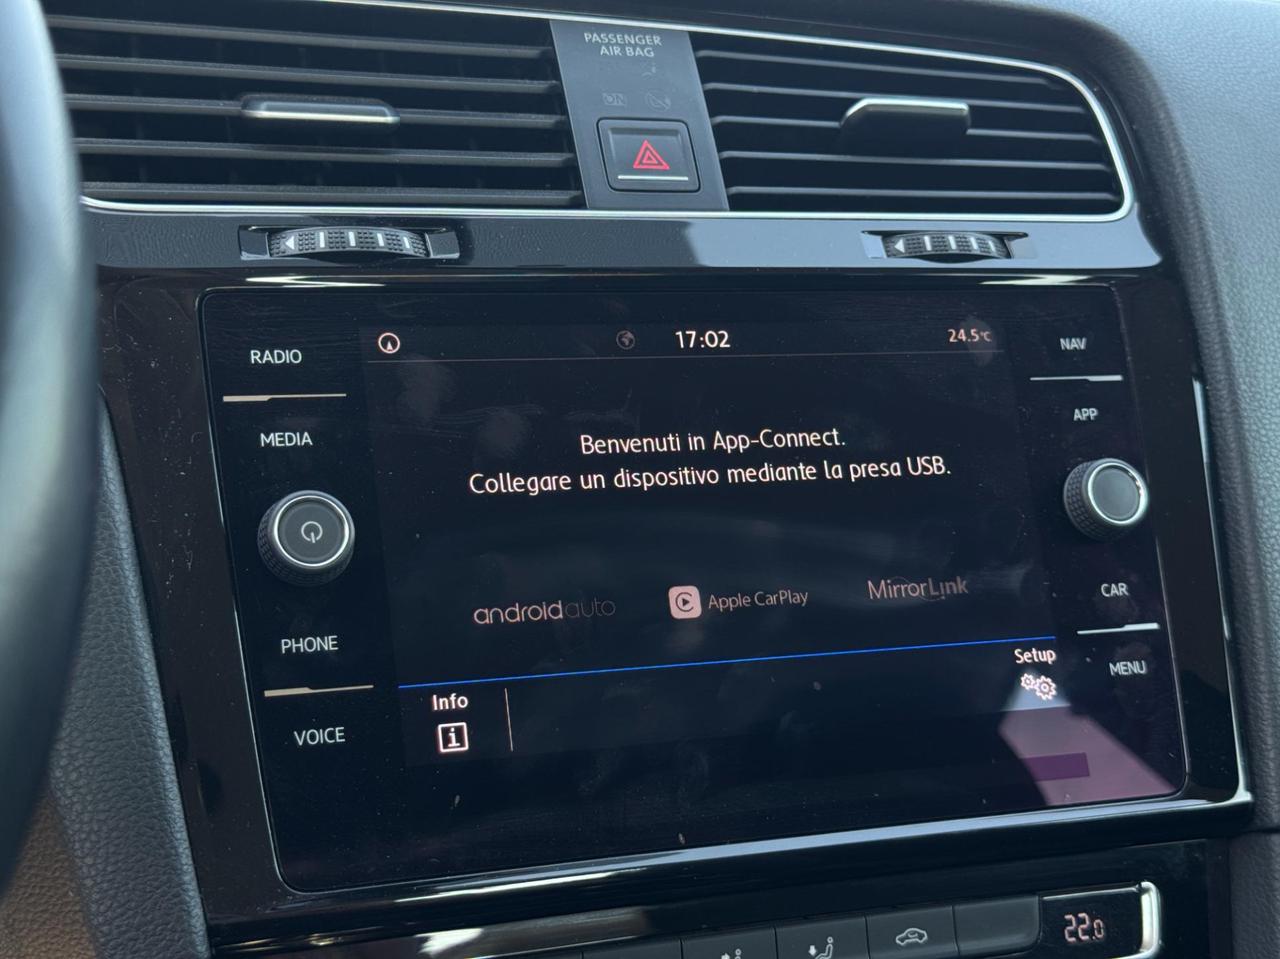 PASSENGER
AIR BAG
ON
RADIO
MEDIA
PHONE
VOICE
17:02
24.5°C
Benvenuti in App-Connect.
Collegare un dispositivo mediante la presa USB.
androidauto
Apple CarPlay
MirrorLink
Info
i
Setup
NAV
APP
CAR
MENU
22.0